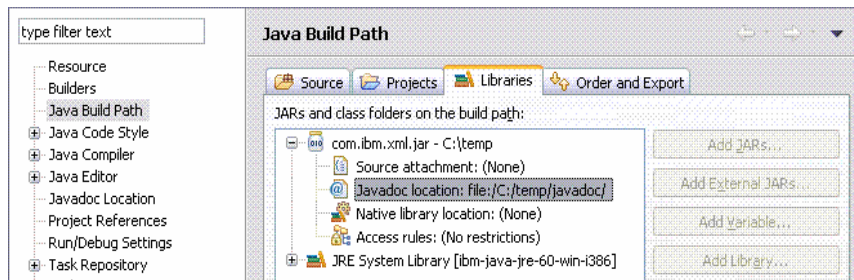 type filter text
Resource
Builders
Java Build Path
Java Code Style
Java Compiler
Java Editor
Javadoc Location
Project References
Run/Debug Settings
Task Repository
Java Build Path
Source
Projects
Libraries
Order and Export
JARs and class folders on the build path:
com.ibm.xml.jar - C:\temp
Source attachment: (None)
Javadoc location: file:/C:/temp/javadoc/
Native library location: (None)
Access rules: (No restrictions)
JRE System Library [ibm-java-jre-60-win-i386]
Add JARs...
Add External JARs...
Add Variable...
Add Library...